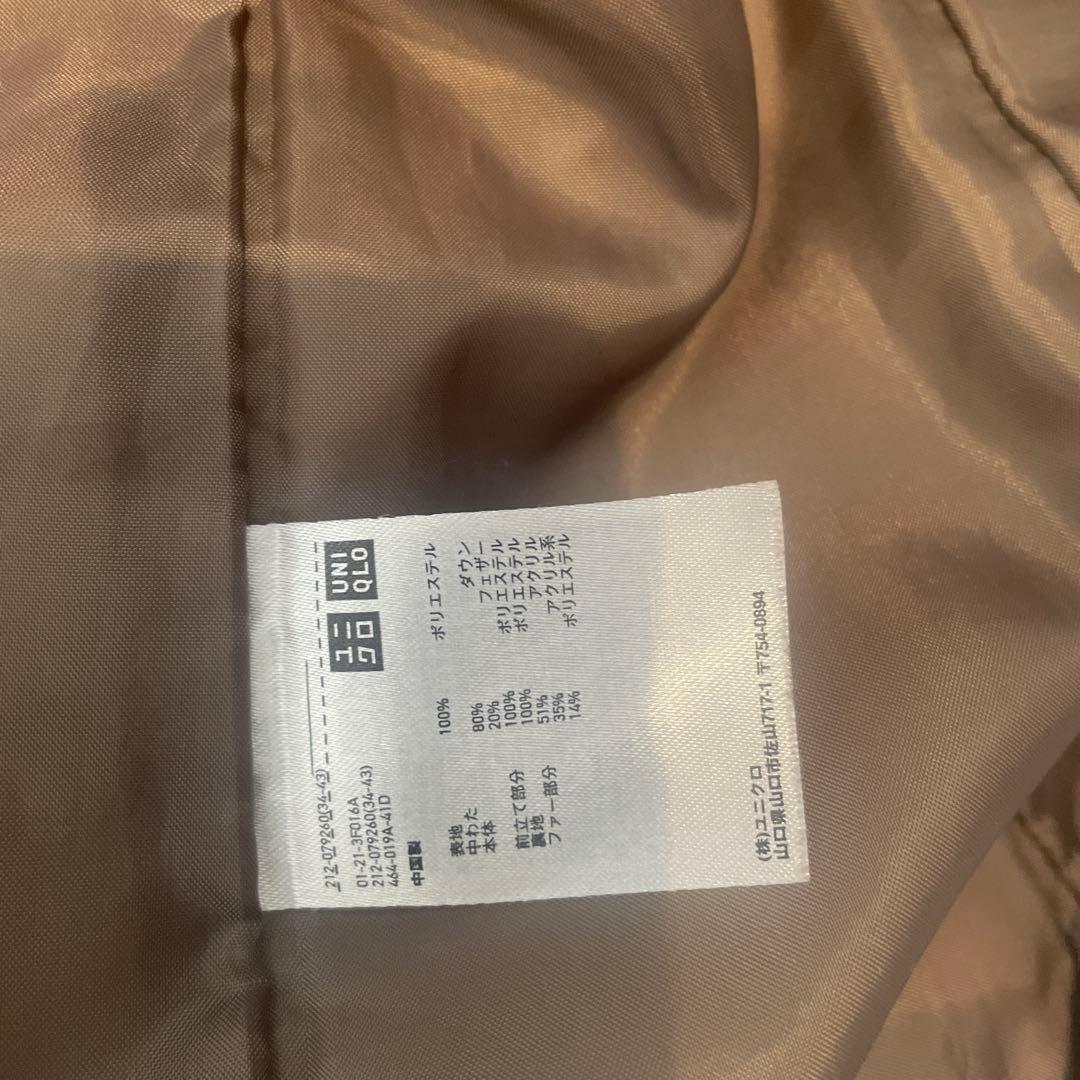 212-079260(34-43)
ユニクロ
UNIQLO
01-21-3F016A
212-079260(34-43)
464-019A-41D
中国製
表地 100% ポリエステル
中わた
本体 80% ダウン
20% フェザー
前立て部分 100% ポリエステル
裏地 100% ポリエステル
ファー部分 51% アクリル
35% アクリル系
14% ポリエステル
(株)ユニクロ
山口県山口市佐山717-1 〒754-0894